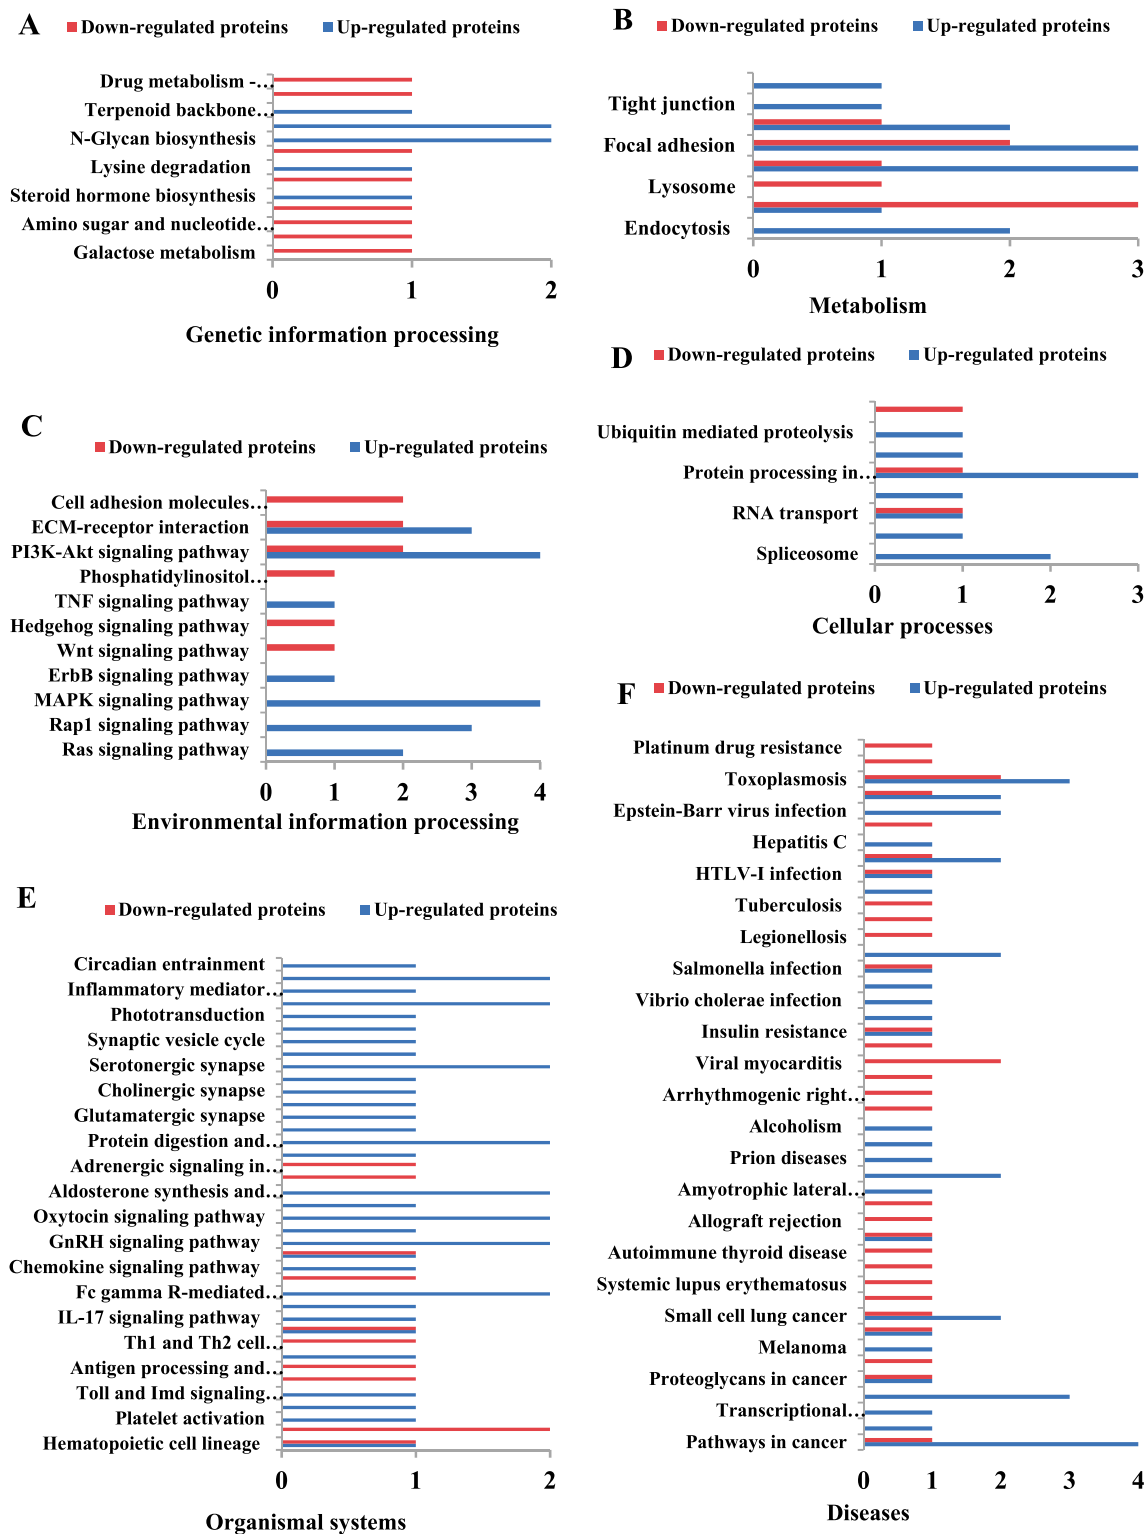 A
Down-regulated proteins Up-regulated proteins
Drug metabolism -…
Terpenoid backbone…
N-Glycan biosynthesis
Lysine degradation
Steroid hormone biosynthesis
Amino sugar and nucleotide…
Galactose metabolism
0 1 2
Genetic information processing
B
Down-regulated proteins Up-regulated proteins
Tight junction
Focal adhesion
Lysosome
Endocytosis
0 1 2 3
Metabolism
C
Down-regulated proteins Up-regulated proteins
Cell adhesion molecules…
ECM-receptor interaction
PI3K-Akt signaling pathway
Phosphatidylinositol…
TNF signaling pathway
Hedgehog signaling pathway
Wnt signaling pathway
ErbB signaling pathway
MAPK signaling pathway
Rap1 signaling pathway
Ras signaling pathway
0 1 2 3 4
Environmental information processing
D
Down-regulated proteins Up-regulated proteins
Ubiquitin mediated proteolysis
Protein processing in…
RNA transport
Spliceosome
0 1 2 3
Cellular processes
E
Down-regulated proteins Up-regulated proteins
Circadian entrainment
Inflammatory mediator…
Phototransduction
Synaptic vesicle cycle
Serotonergic synapse
Cholinergic synapse
Glutamatergic synapse
Protein digestion and…
Adrenergic signaling in…
Aldosterone synthesis and…
Oxytocin signaling pathway
GnRH signaling pathway
Chemokine signaling pathway
Fc gamma R-mediated…
IL-17 signaling pathway
Th1 and Th2 cell…
Antigen processing and…
Toll and Imd signaling…
Platelet activation
Hematopoietic cell lineage
0 1 2
Organismal systems
F
Down-regulated proteins Up-regulated proteins
Platinum drug resistance
Toxoplasmosis
Epstein-Barr virus infection
Hepatitis C
HTLV-I infection
Tuberculosis
Legionellosis
Salmonella infection
Vibrio cholerae infection
Insulin resistance
Viral myocarditis
Arrhythmogenic right…
Alcoholism
Prion diseases
Amyotrophic lateral…
Allograft rejection
Autoimmune thyroid disease
Systemic lupus erythematosus
Small cell lung cancer
Melanoma
Proteoglycans in cancer
Transcriptional…
Pathways in cancer
0 1 2 3 4
Diseases